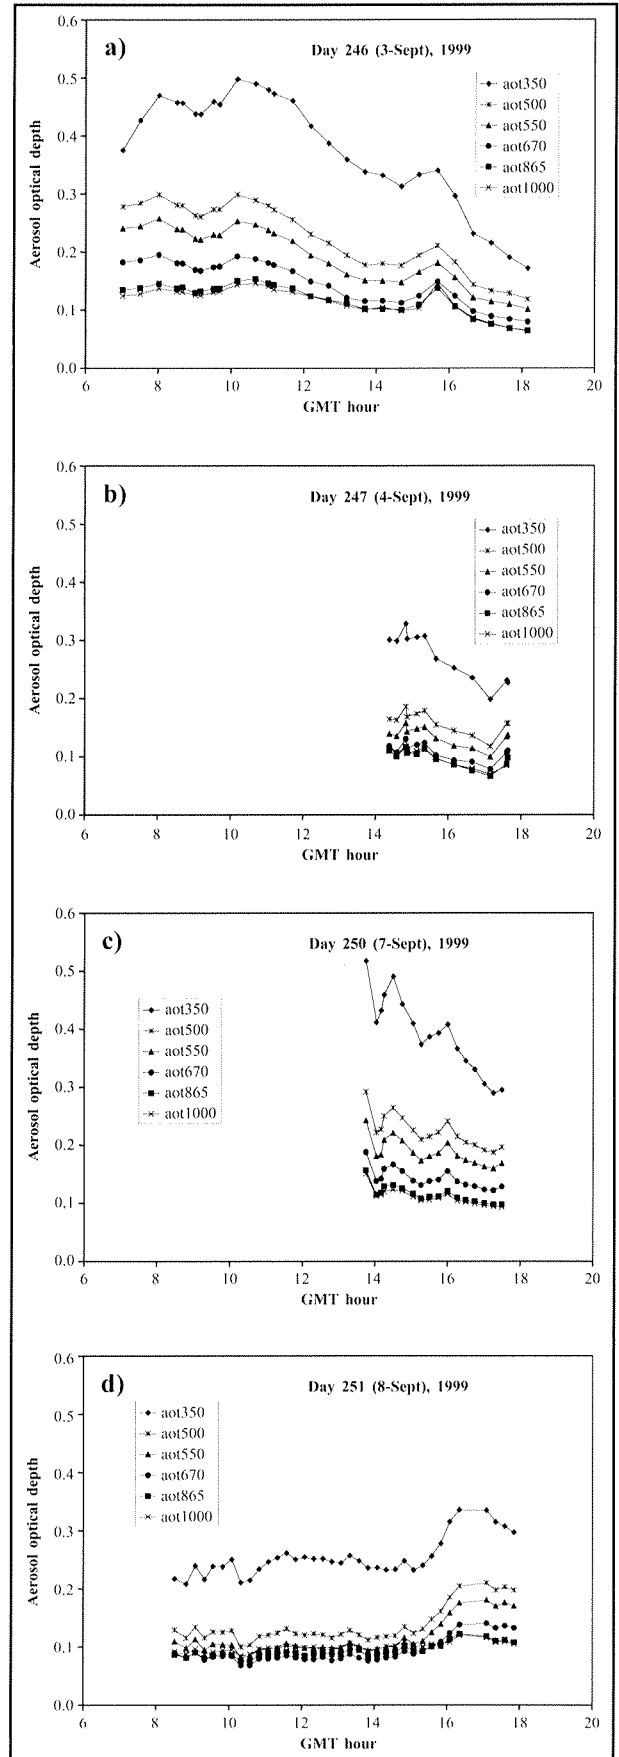 a)
Day 246 (3-Sept), 1999
aot350
aot500
aot550
aot670
aot865
aot1000
0.6
0.5
0.4
0.3
0.2
0.1
0.0
Aerosol optical depth
6 8 10 12 14 16 18 20
GMT hour
b)
Day 247 (4-Sept), 1999
aot350
aot500
aot550
aot670
aot865
aot1000
0.6
0.5
0.4
0.3
0.2
0.1
0.0
Aerosol optical depth
6 8 10 12 14 16 18 20
GMT hour
c)
Day 250 (7-Sept), 1999
aot350
aot500
aot550
aot670
aot865
aot1000
0.6
0.5
0.4
0.3
0.2
0.1
0.0
Aerosol optical depth
6 8 10 12 14 16 18 20
GMT hour
d)
Day 251 (8-Sept), 1999
aot350
aot500
aot550
aot670
aot865
aot1000
0.6
0.5
0.4
0.3
0.2
0.1
0.0
Aerosol optical depth
6 8 10 12 14 16 18 20
GMT hour